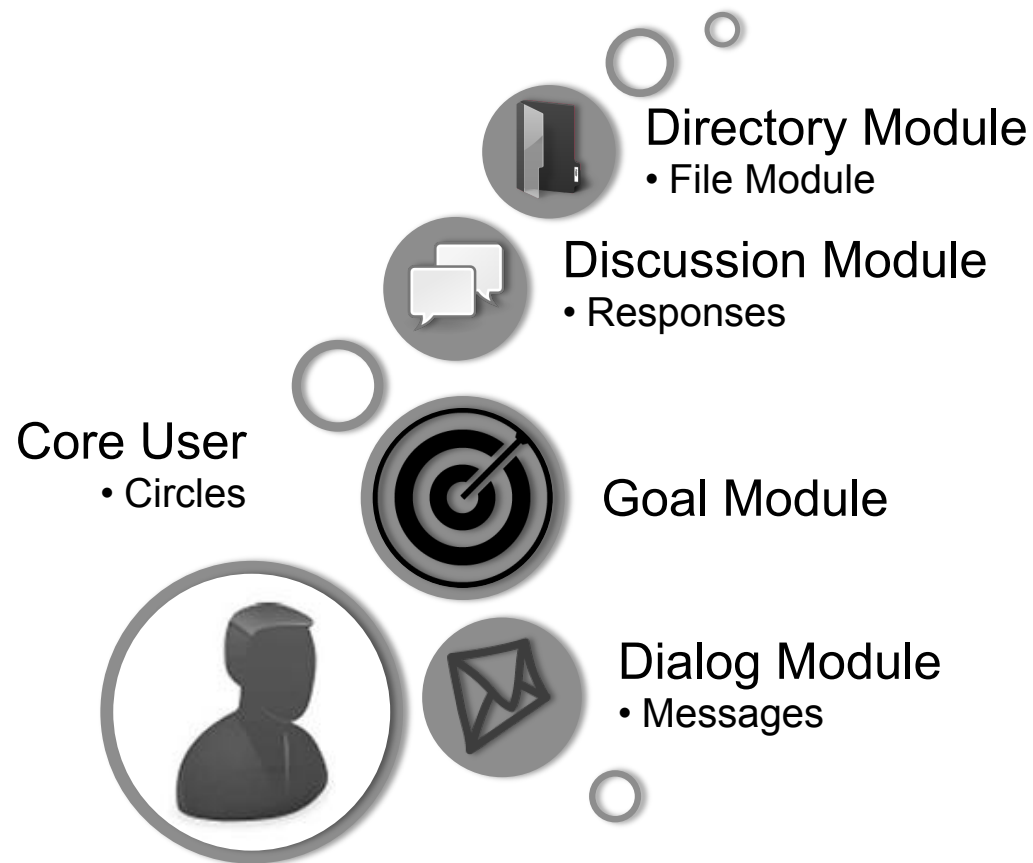 Directory Module
• File Module
Discussion Module
• Responses
Core User
• Circles
Goal Module
Dialog Module
• Messages